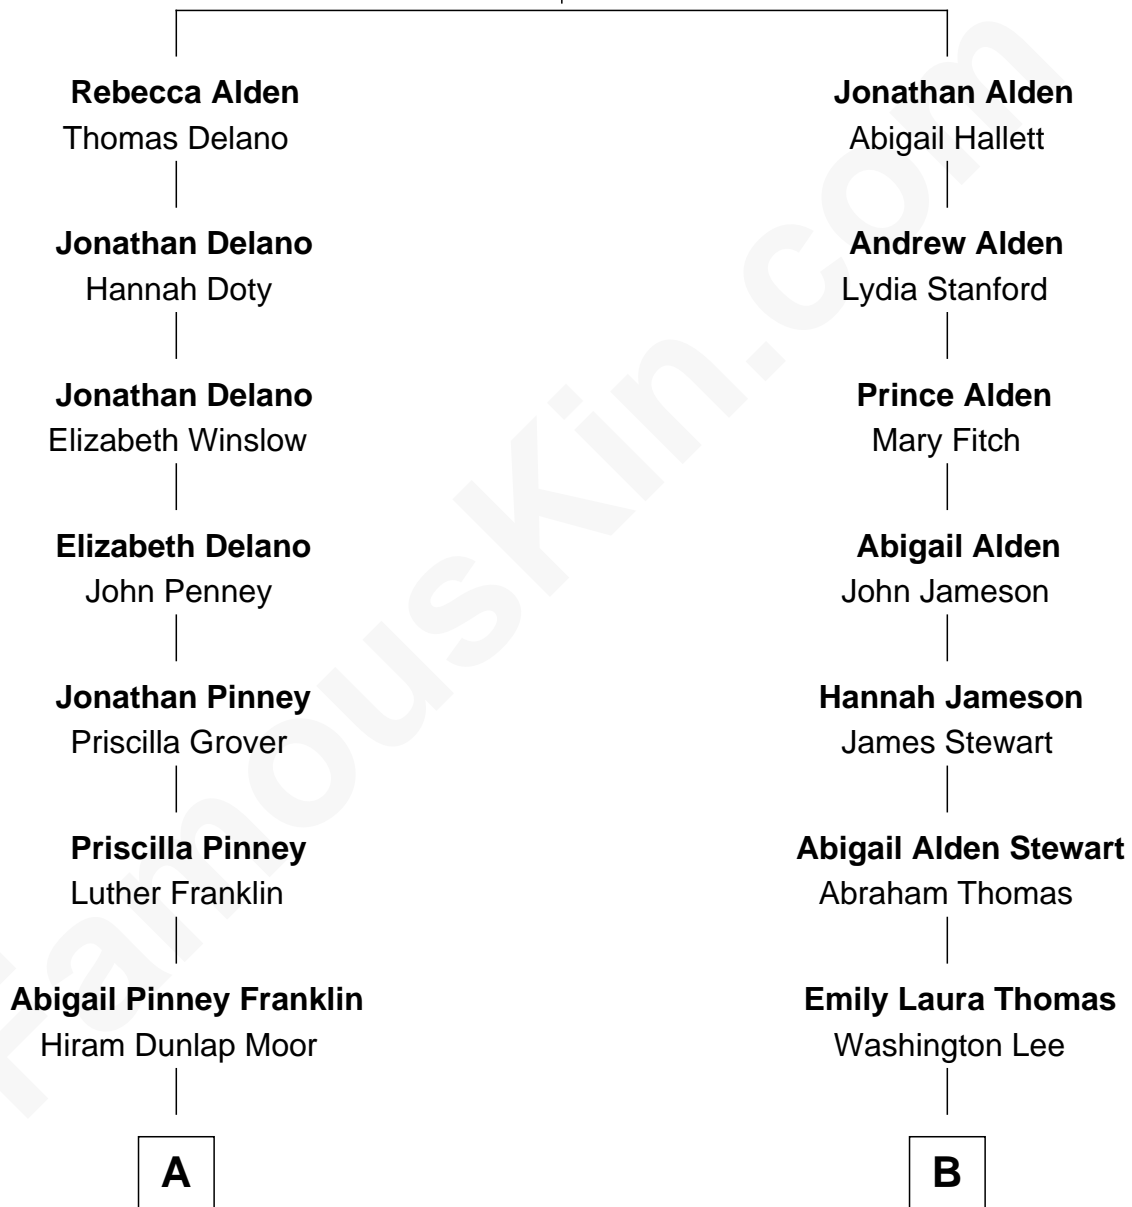 Rebecca Alden
Thomas Delano
Jonathan Delano
Hannah Doty
Jonathan Delano
Elizabeth Winslow
Elizabeth Delano
John Penney
Jonathan Pinney
Priscilla Grover
Priscilla Pinney
Luther Franklin
Abigail Pinney Franklin
Hiram Dunlap Moor
A
Jonathan Alden
Abigail Hallett
Andrew Alden
Lydia Stanford
Prince Alden
Mary Fitch
Abigail Alden
John Jameson
Hannah Jameson
James Stewart
Abigail Alden Stewart
Abraham Thomas
Emily Laura Thomas
Washington Lee
B
FamousKin.com